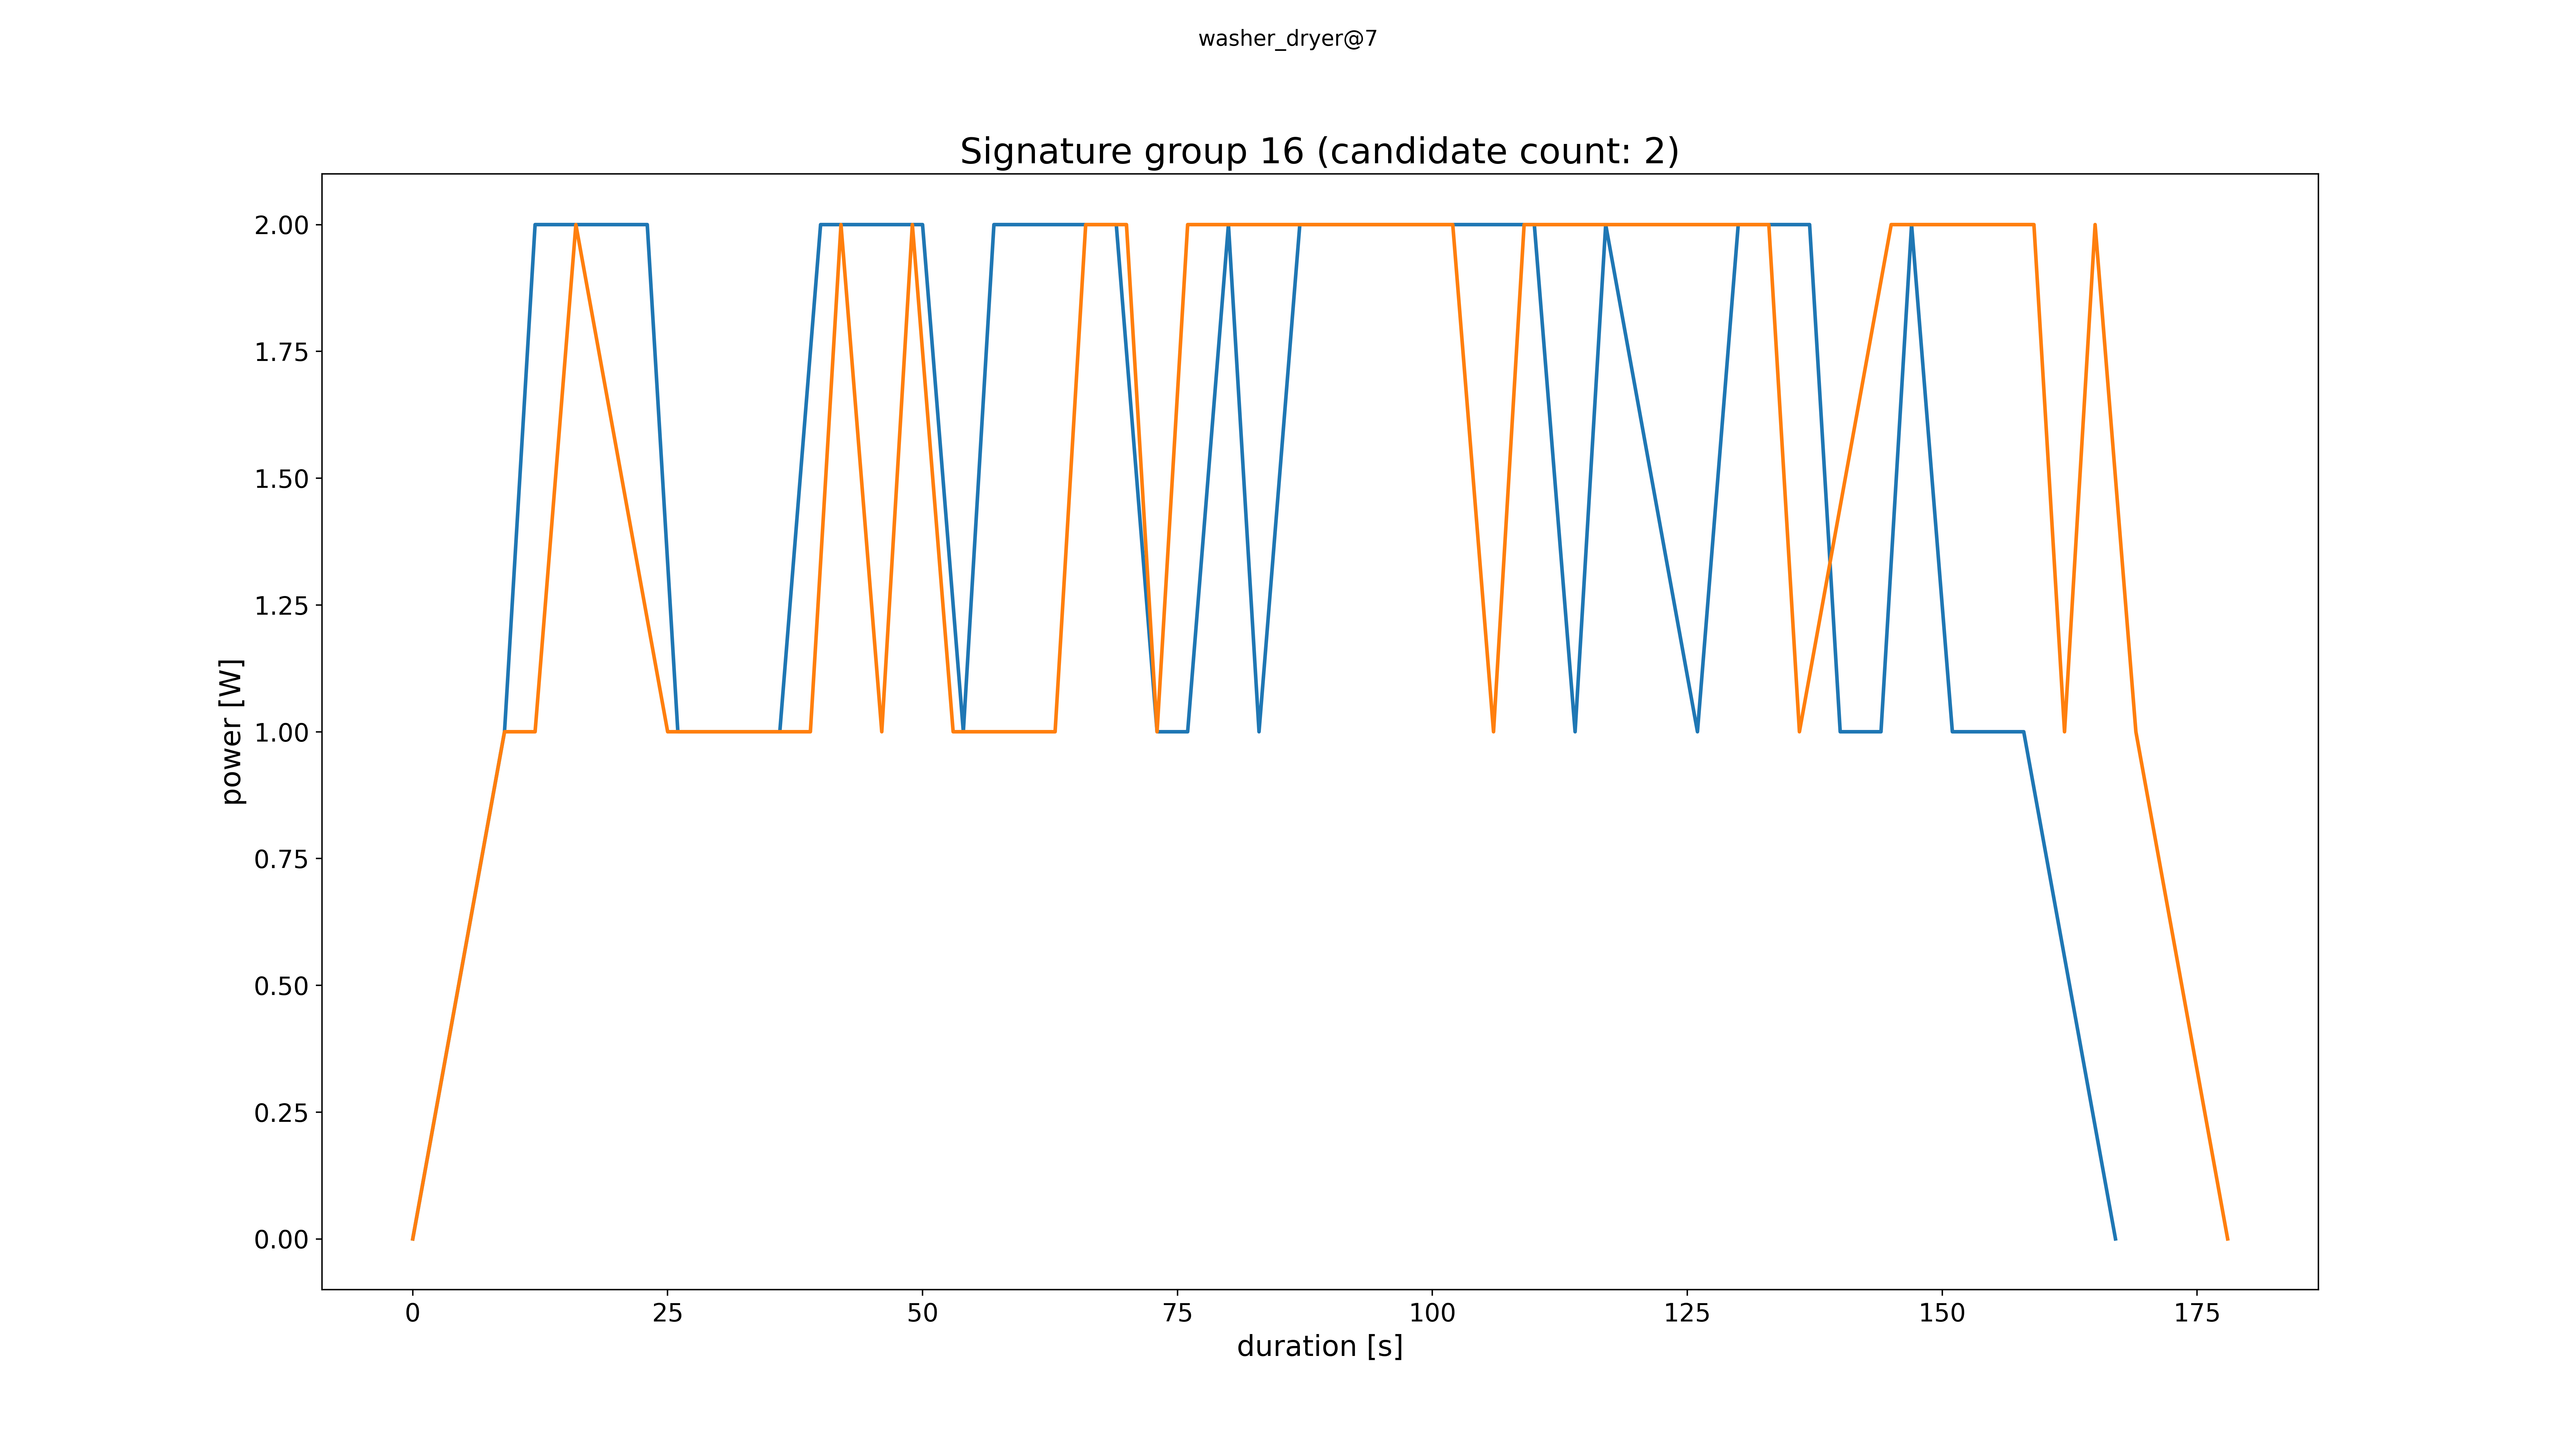 washer_dryer@7
Signature group 16 (candidate count: 2)
2.00
1.75
1.50
1.25
1.00
0.75
0.50
0.25
0.00
power [W]
0 25 50 75 100 125 150 175
duration [s]